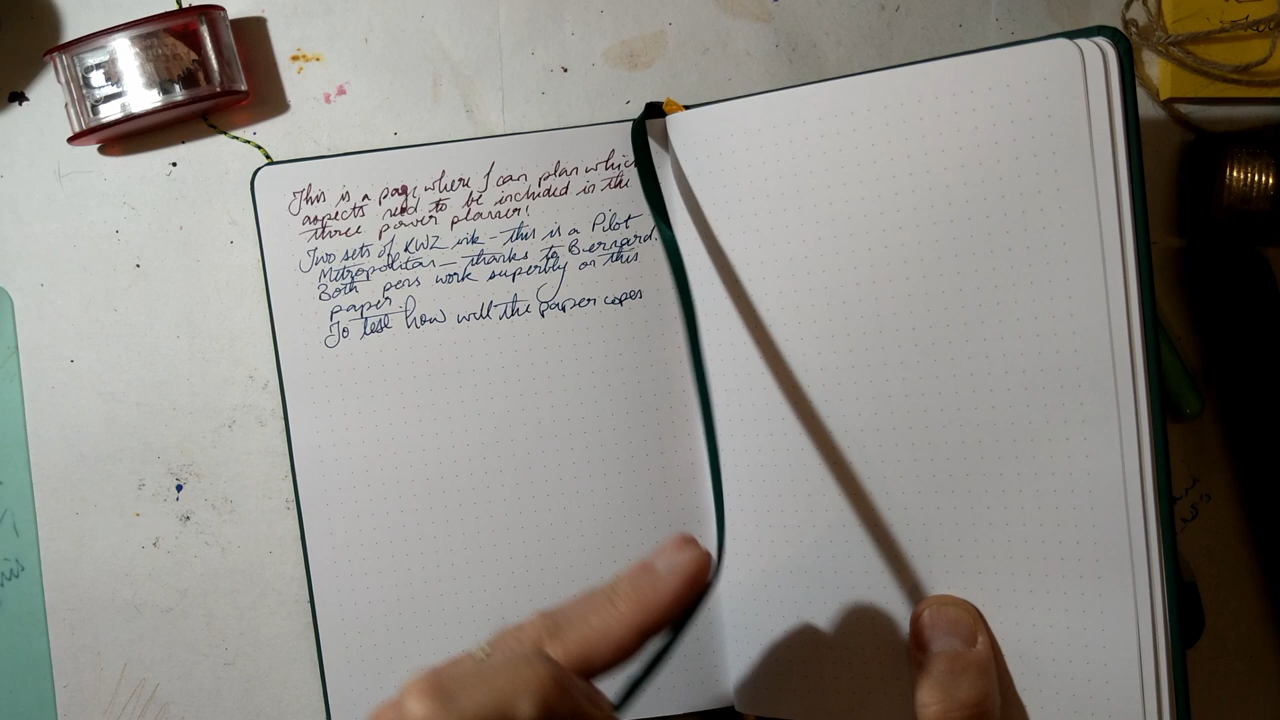 This is a page where I can plan which
aspects need to be included in the
three power planner!
Two sets of KWZ ink - this is a Pilot
Metropolitan - thanks to Bernard.
Both pens work superbly on this
paper.
To test how well the paper copes